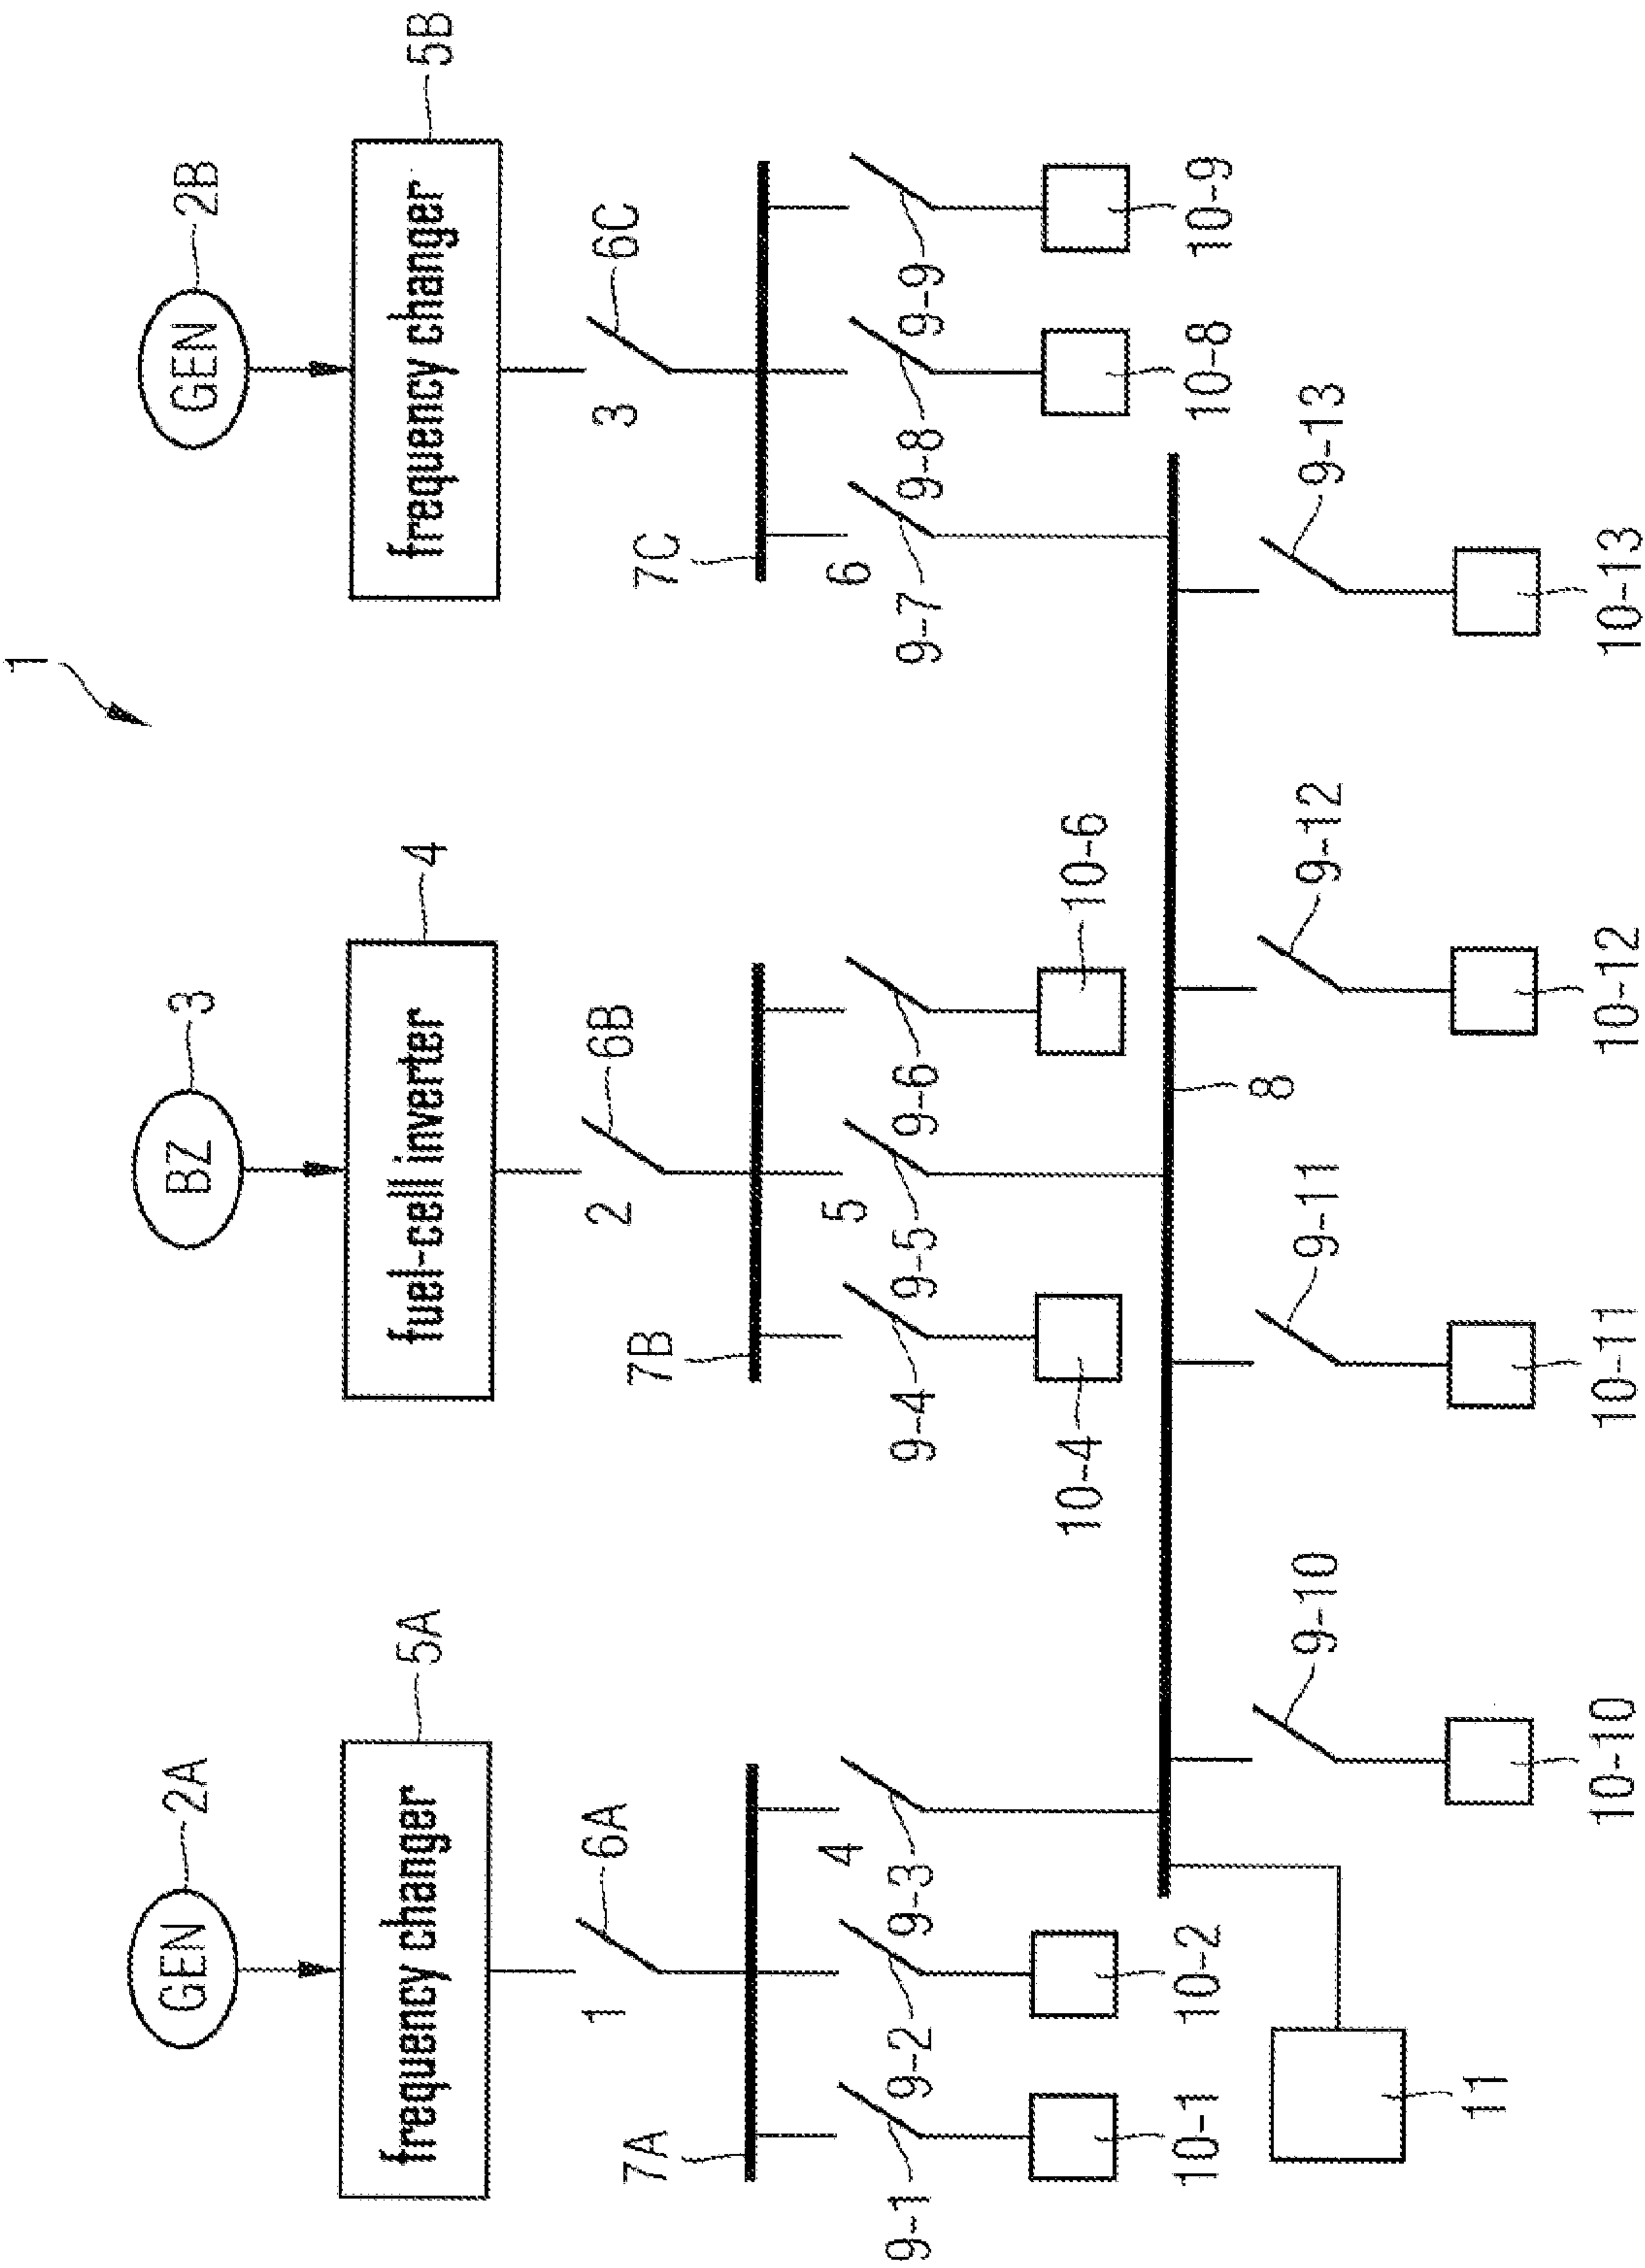 1
GEN 2A BZ 3 GEN 2B
frequency changer 5A fuel-cell inverter 4 frequency changer 5B
1 6A 2 6B 3 6C
7A 7B 7C
4 5 6
9-1 9-2 9-3 9-4 9-5 9-6 9-7 9-8 9-9
10-4 10-6
10-1 10-2 10-8 10-9
8
9-10 9-11 9-12 9-13
11
10-10 10-11 10-12 10-13